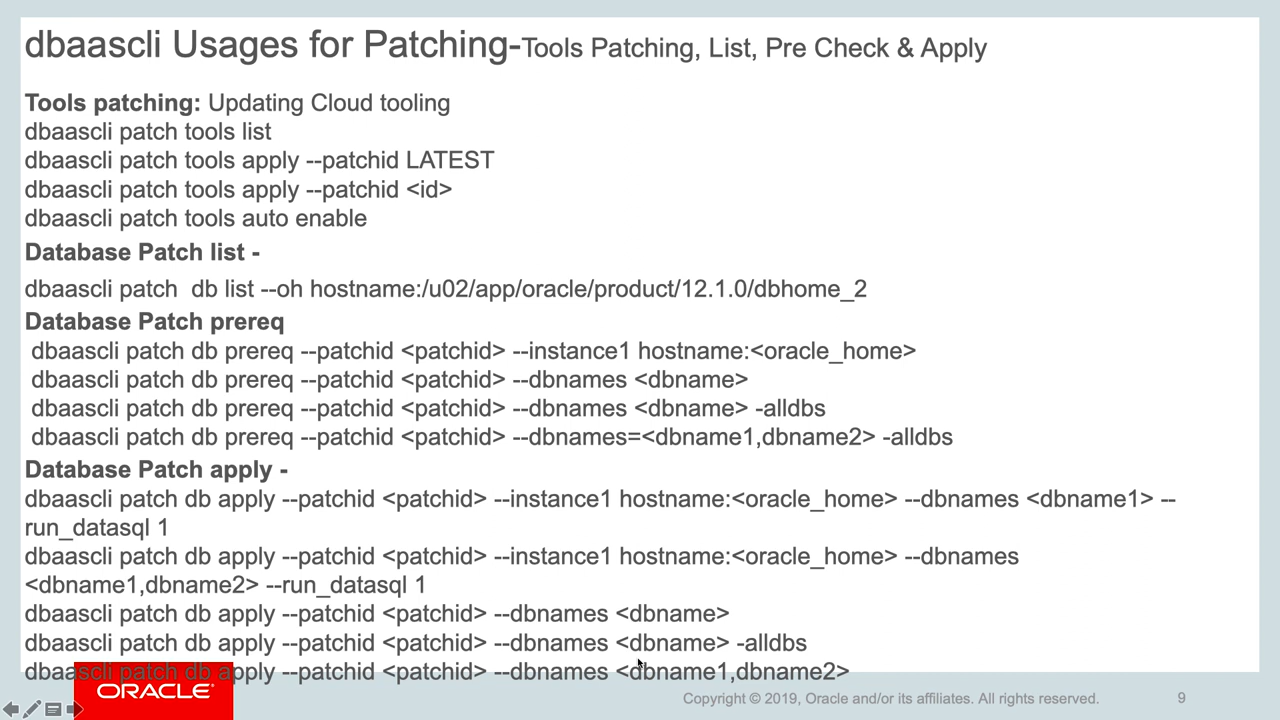 dbaascli Usages for Patching-Tools Patching, List, Pre Check & Apply
Tools patching: Updating Cloud tooling
dbaascli patch tools list
dbaascli patch tools apply --patchid LATEST
dbaascli patch tools apply --patchid <id>
dbaascli patch tools auto enable
Database Patch list -
dbaascli patch  db list --oh hostname:/u02/app/oracle/product/12.1.0/dbhome_2
Database Patch prereq
dbaascli patch db prereq --patchid <patchid> --instance1 hostname:<oracle_home>
dbaascli patch db prereq --patchid <patchid> --dbnames <dbname>
dbaascli patch db prereq --patchid <patchid> --dbnames <dbname> -alldbs
dbaascli patch db prereq --patchid <patchid> --dbnames=<dbname1,dbname2> -alldbs
Database Patch apply -
dbaascli patch db apply --patchid <patchid> --instance1 hostname:<oracle_home> --dbnames <dbname1> --
run_datasql 1
dbaascli patch db apply --patchid <patchid> --instance1 hostname:<oracle_home> --dbnames
<dbname1,dbname2> --run_datasql 1
dbaascli patch db apply --patchid <patchid> --dbnames <dbname>
dbaascli patch db apply --patchid <patchid> --dbnames <dbname> -alldbs
dbaascli patch db apply --patchid <patchid> --dbnames <dbname1,dbname2>
ORACLE
Copyright © 2019, Oracle and/or its affiliates. All rights reserved.
9